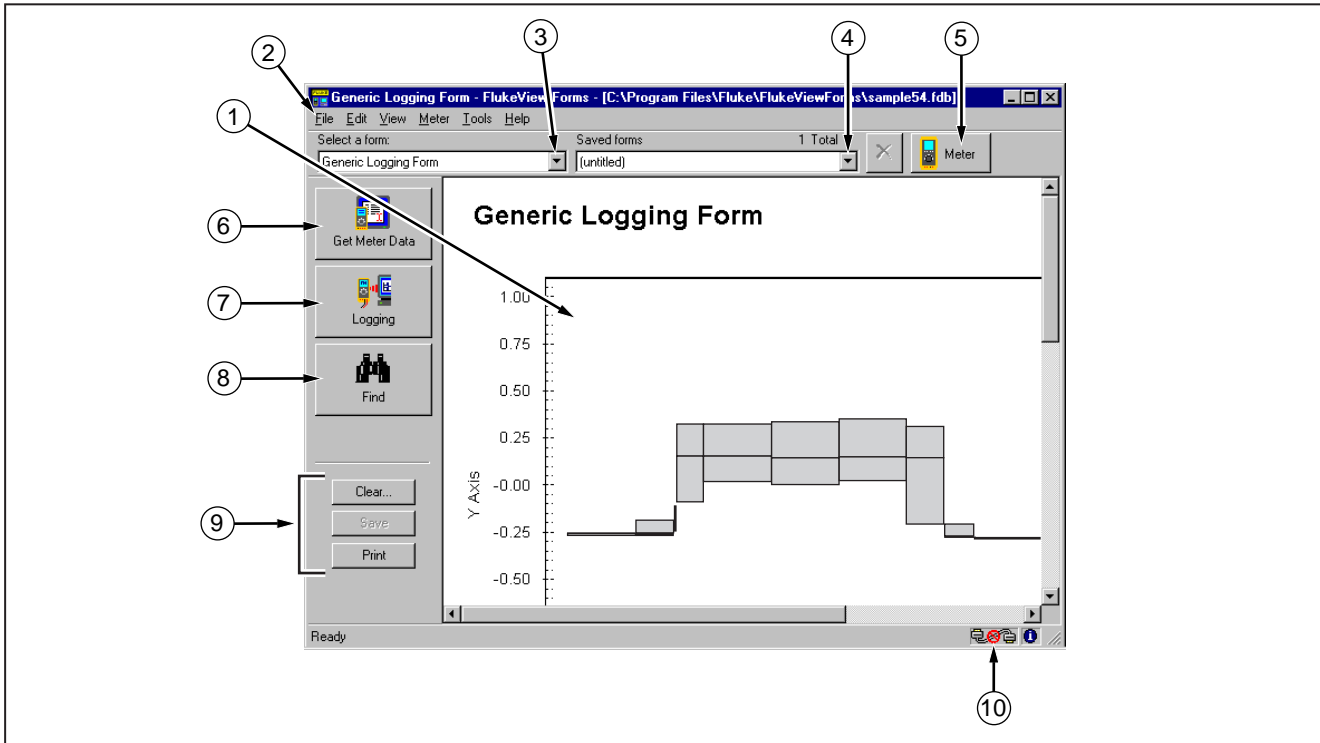 3
4
5
2
1
Generic Logging Form - FlukeView Forms - [C:\Program Files\Fluke\FlukeViewForms\sample54.fdb]
File Edit View Meter Tools Help
Select a form: Saved forms 1 Total
Generic Logging Form (untitled) Meter
6
Get Meter Data
7
Logging
8
Find
9
Clear...
Save
Print
Generic Logging Form
1.00
0.75
0.50
0.25
-0.00
-0.25
-0.50
Y Axis
Ready
10